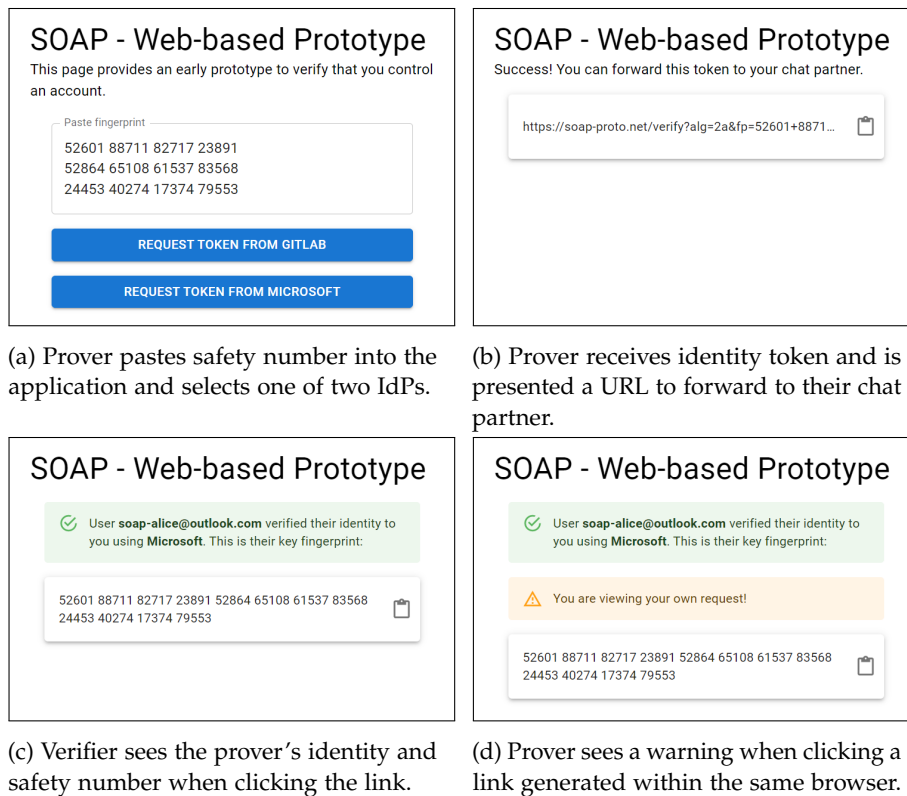 SOAP - Web-based Prototype
This page provides an early prototype to verify that you control
an account.
Paste fingerprint
52601 88711 82717 23891
52864 65108 61537 83568
24453 40274 17374 79553
REQUEST TOKEN FROM GITLAB
REQUEST TOKEN FROM MICROSOFT
(a) Prover pastes safety number into the
application and selects one of two IdPs.
SOAP - Web-based Prototype
Success! You can forward this token to your chat partner.
https://soap-proto.net/verify?alg=2a&fp=52601+8871...
(b) Prover receives identity token and is
presented a URL to forward to their chat
partner.
SOAP - Web-based Prototype
User soap-alice@outlook.com verified their identity to
you using Microsoft. This is their key fingerprint:
52601 88711 82717 23891 52864 65108 61537 83568
24453 40274 17374 79553
(c) Verifier sees the prover's identity and
safety number when clicking the link.
SOAP - Web-based Prototype
User soap-alice@outlook.com verified their identity to
you using Microsoft. This is their key fingerprint:
You are viewing your own request!
52601 88711 82717 23891 52864 65108 61537 83568
24453 40274 17374 79553
(d) Prover sees a warning when clicking a
link generated within the same browser.